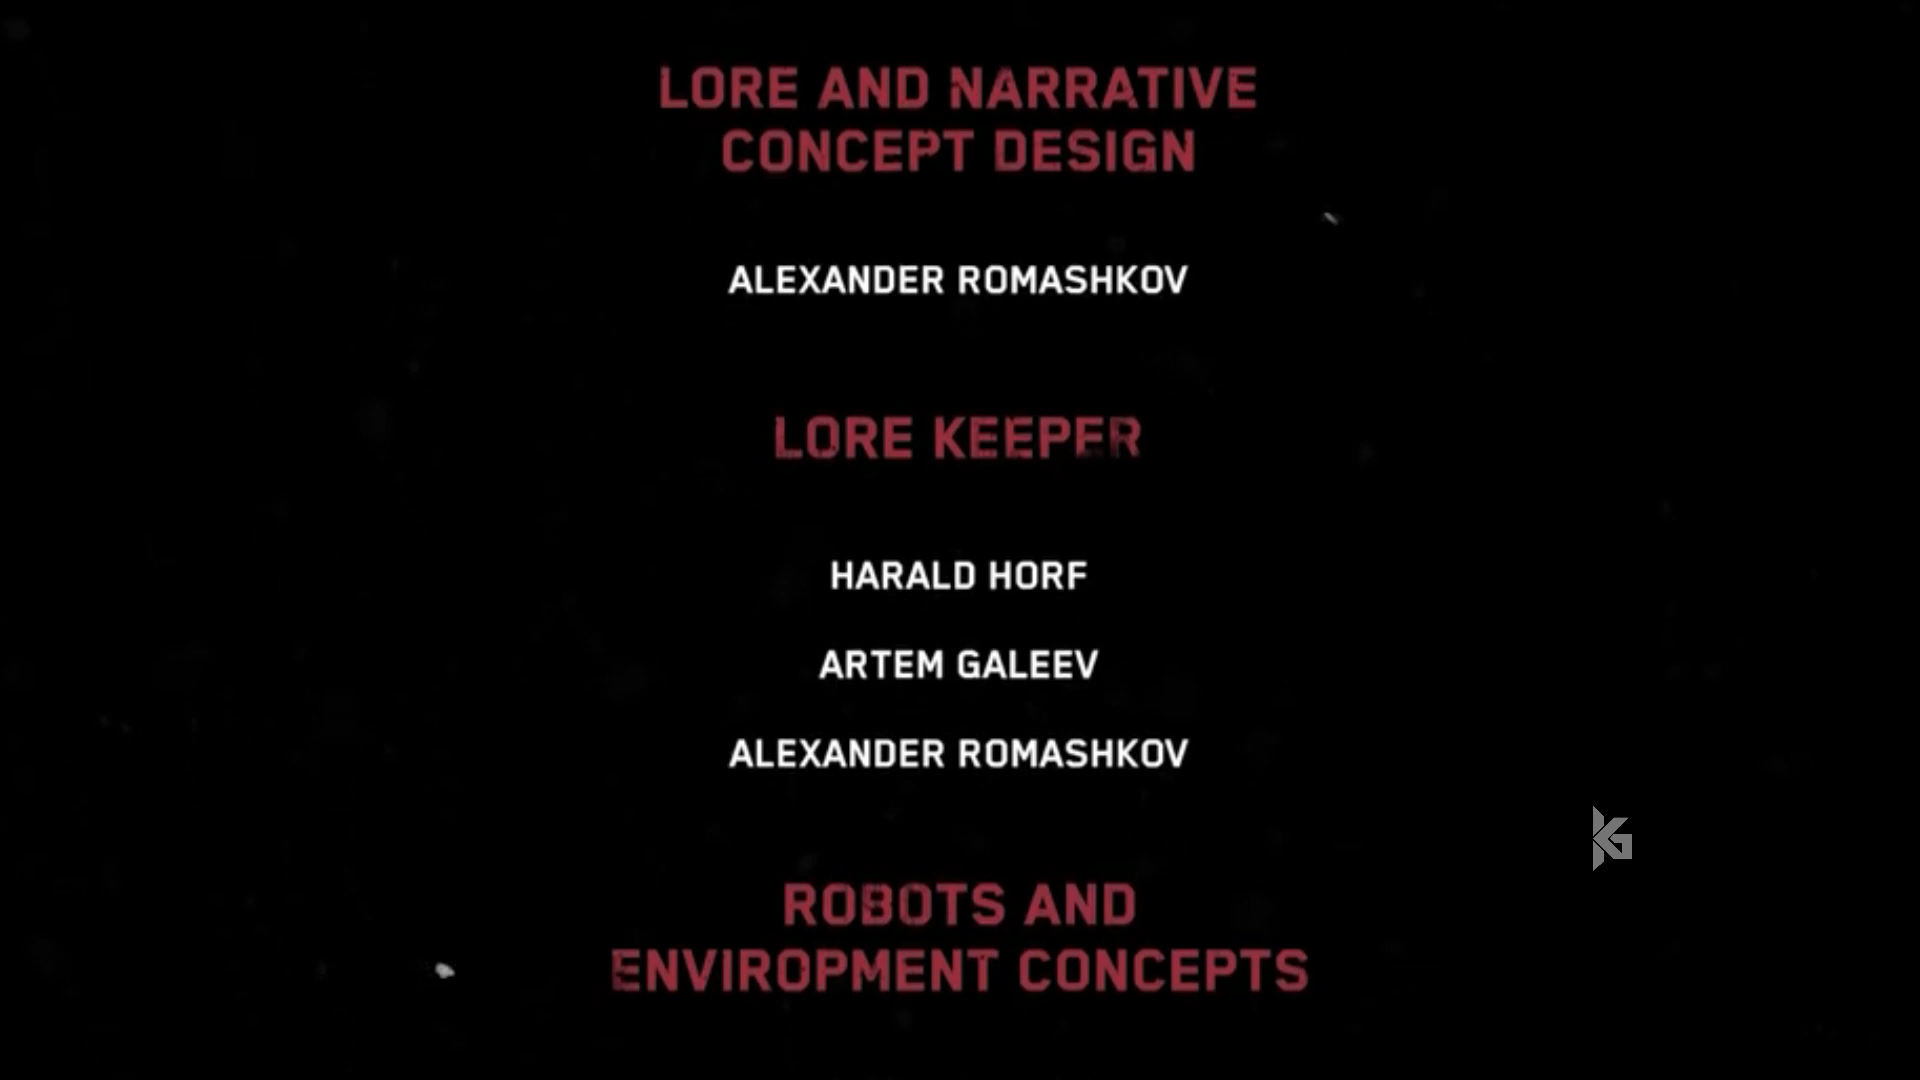 LORE AND NARRATIVE
CONCEPT DESIGN
ALEXANDER ROMASHKOV
LORE KEEPER
HARALD HORF
ARTEM GALEEV
ALEXANDER ROMASHKOV
ROBOTS AND
ENVIROPMENT CONCEPTS
KG